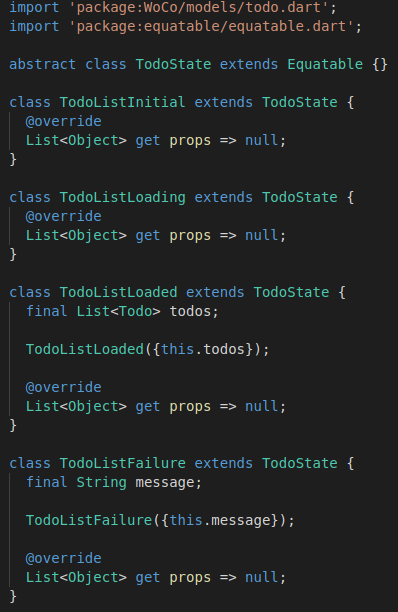 import 'package:WoCo/models/todo.dart';
import 'package:equatable/equatable.dart';
abstract class TodoState extends Equatable {}
class TodoListInitial extends TodoState {
@override
List<Object> get props => null;
}
class TodoListLoading extends TodoState {
@override
List<Object> get props => null;
}
class TodoListLoaded extends TodoState {
final List<Todo> todos;
TodoListLoaded({this.todos});
@override
List<Object> get props => null;
}
class TodoListFailure extends TodoState {
final String message;
TodoListFailure({this.message});
@override
List<Object> get props => null;
}